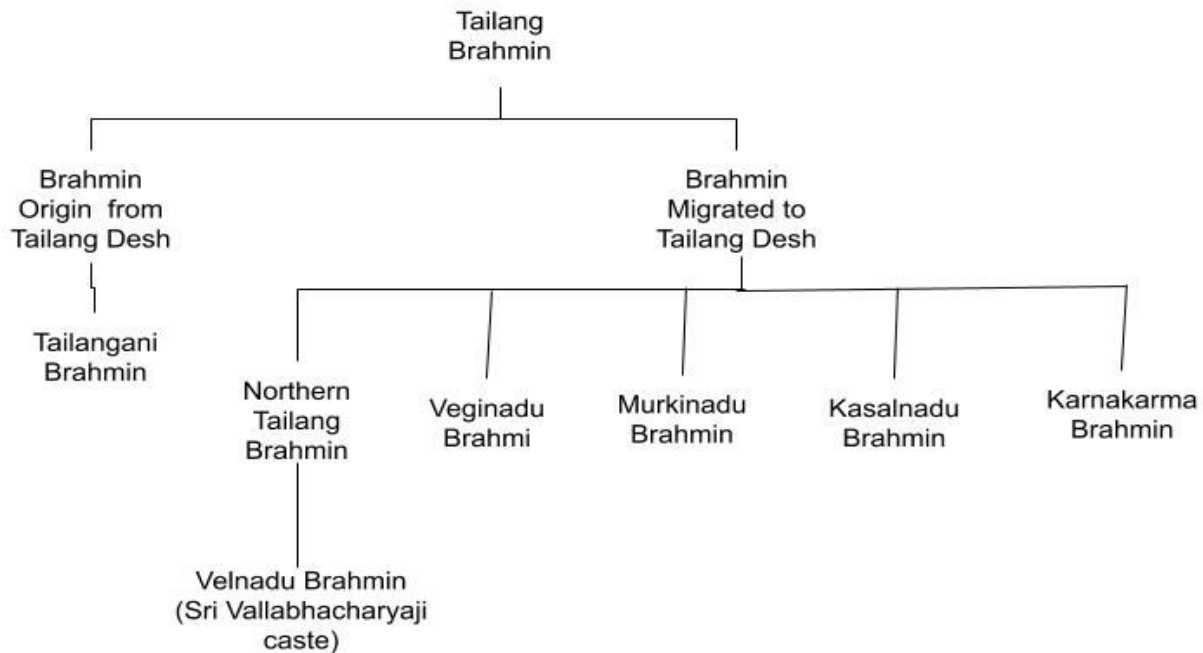 Tailang
Brahmin
Brahmin
Origin from
Tailang Desh
Brahmin
Migrated to
Tailang Desh
Tailangani
Brahmin
Northern
Tailang
Brahmin
Veginadu
Brahmi
Murkinadu
Brahmin
Kasalnadu
Brahmin
Karnakarma
Brahmin
Velnadu Brahmin
(Sri Vallabhacharyaji
caste)